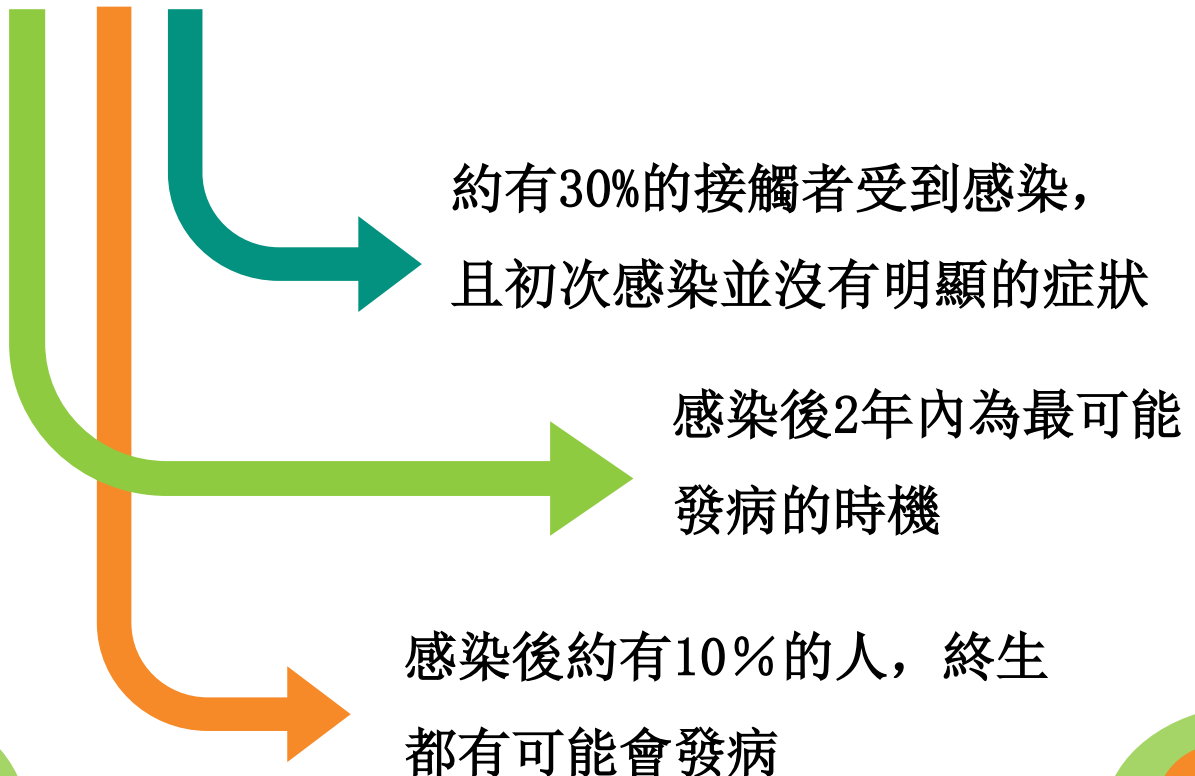 約有30%的接觸者受到感染，
且初次感染並沒有明顯的症狀
感染後2年內為最可能
發病的時機
感染後約有10％的人，終生
都有可能會發病